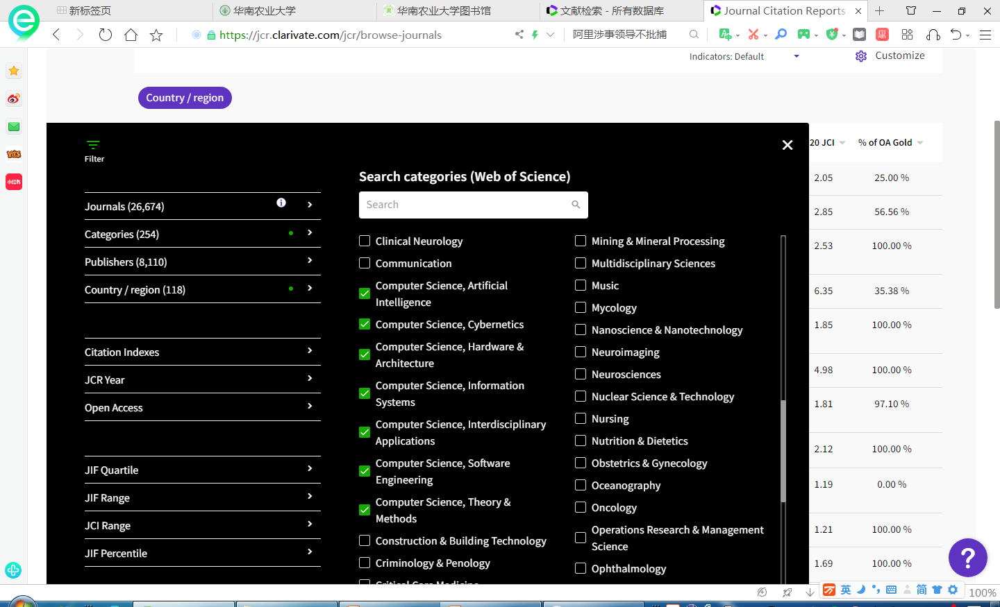 新标签页
华南农业大学
华南农业大学图书馆
文献检索 - 所有数据库
Journal Citation Reports
https://jcr.clarivate.com/jcr/browse-journals
阿里涉事领导不批捕
Indicators: Default
Customize
Country / region
Filter
20 JCI
% of OA Gold
Search categories (Web of Science)
Search
Journals (26,674)
Categories (254)
Publishers (8,110)
Country / region (118)
Citation Indexes
JCR Year
Open Access
JIF Quartile
JIF Range
JCI Range
JIF Percentile
Clinical Neurology
Communication
Computer Science, Artificial
Intelligence
Computer Science, Cybernetics
Computer Science, Hardware &
Architecture
Computer Science, Information
Systems
Computer Science, Interdisciplinary
Applications
Computer Science, Software
Engineering
Computer Science, Theory &
Methods
Construction & Building Technology
Criminology & Penology
Critical Care Medicine
Mining & Mineral Processing
Multidisciplinary Sciences
Music
Mycology
Nanoscience & Nanotechnology
Neuroimaging
Neurosciences
Nuclear Science & Technology
Nursing
Nutrition & Dietetics
Obstetrics & Gynecology
Oceanography
Oncology
Operations Research & Management
Science
Ophthalmology
2.05 25.00 %
2.85 56.56 %
2.53 100.00 %
6.35 35.38 %
1.85 100.00 %
4.98 100.00 %
1.81 97.10 %
2.12 100.00 %
1.19 0.00 %
1.21 100.00 %
1.69 100.00 %
?
英
简
100%